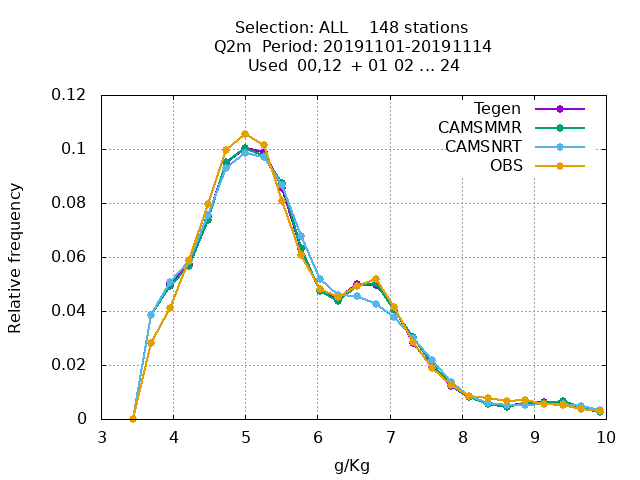 Selection: ALL    148 stations
Q2m  Period: 20191101-20191114
Used  00,12  + 01 02 ... 24
Tegen
CAMSMMR
CAMSNRT
OBS
Relative frequency
0.12
0.1
0.08
0.06
0.04
0.02
0
3 4 5 6 7 8 9 10
g/Kg